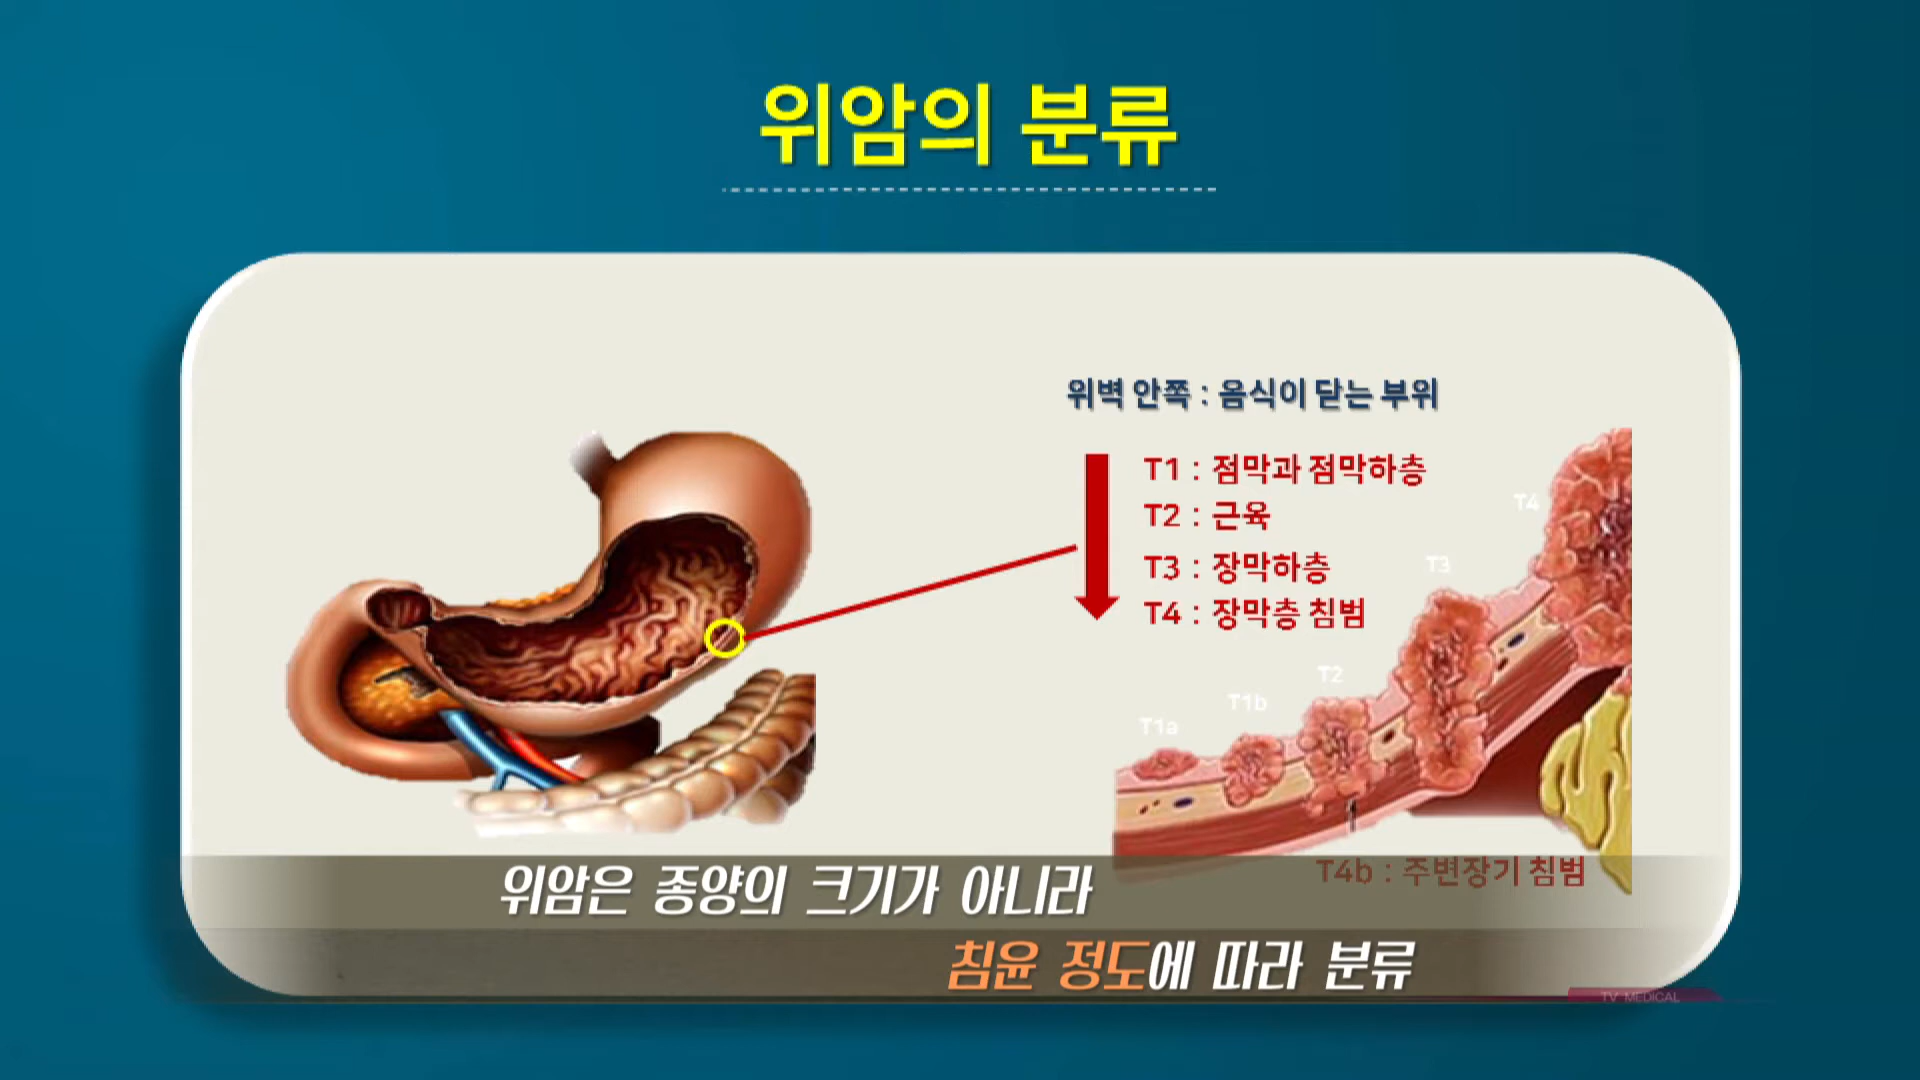 위암의 분류
위벽 안쪽 : 음식이 닫는 부위
T1 : 점막과 점막하층
T2 : 근육
T3 : 장막하층
T4 : 장막층 침범
T4
T3
T2
T1b
T1a
T4b : 주변장기 침범
위암은 종양의 크기가 아니라
침윤 정도에 따라 분류
TV MEDICAL